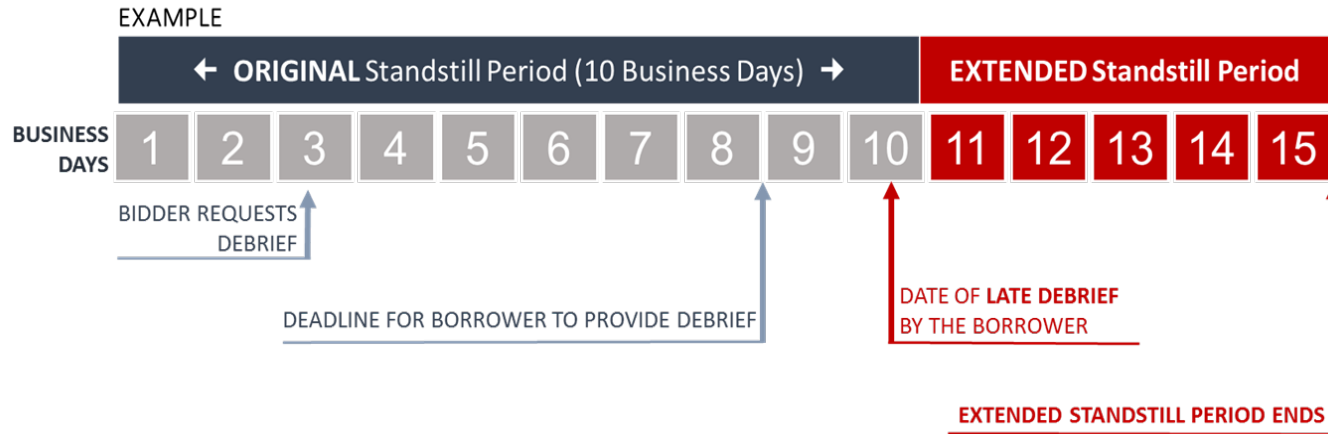 EXAMPLE
← ORIGINAL Standstill Period (10 Business Days) → EXTENDED Standstill Period
BUSINESS
DAYS
1 2 3 4 5 6 7 8 9 10 11 12 13 14 15
BIDDER REQUESTS
DEBRIEF
DEADLINE FOR BORROWER TO PROVIDE DEBRIEF
DATE OF LATE DEBRIEF
BY THE BORROWER
EXTENDED STANDSTILL PERIOD ENDS